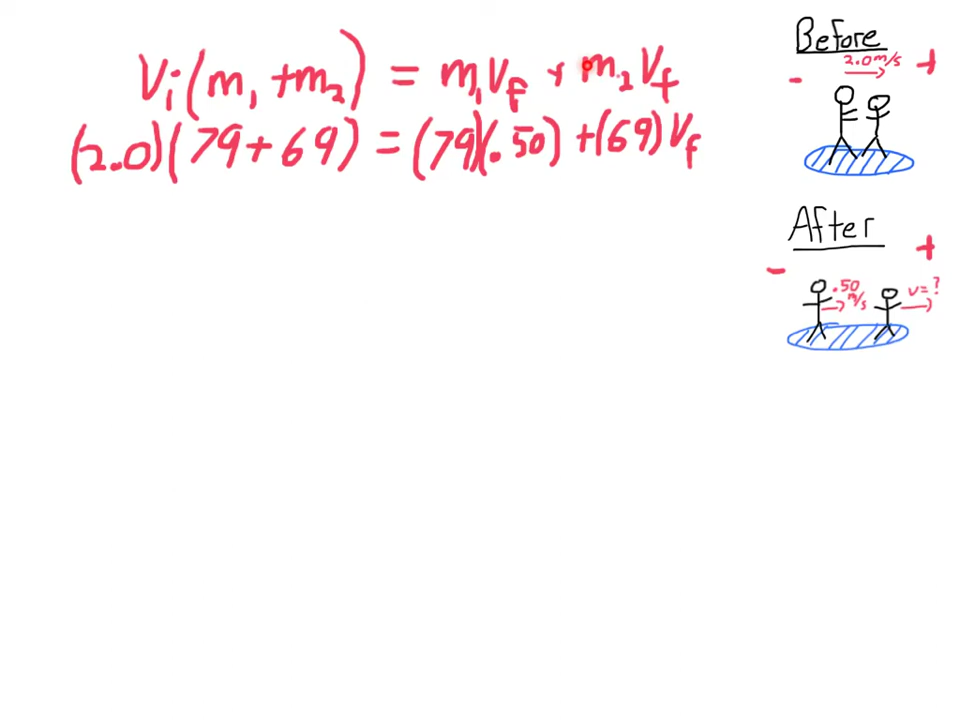 Vi(m₁ + m₂) = m₁Vf + m₂Vf
(2.0)(79 + 69) = (79)(.50) + (69)Vf
Before
2.0 m/s
- +
After
- +
.50 m/s
v = ?